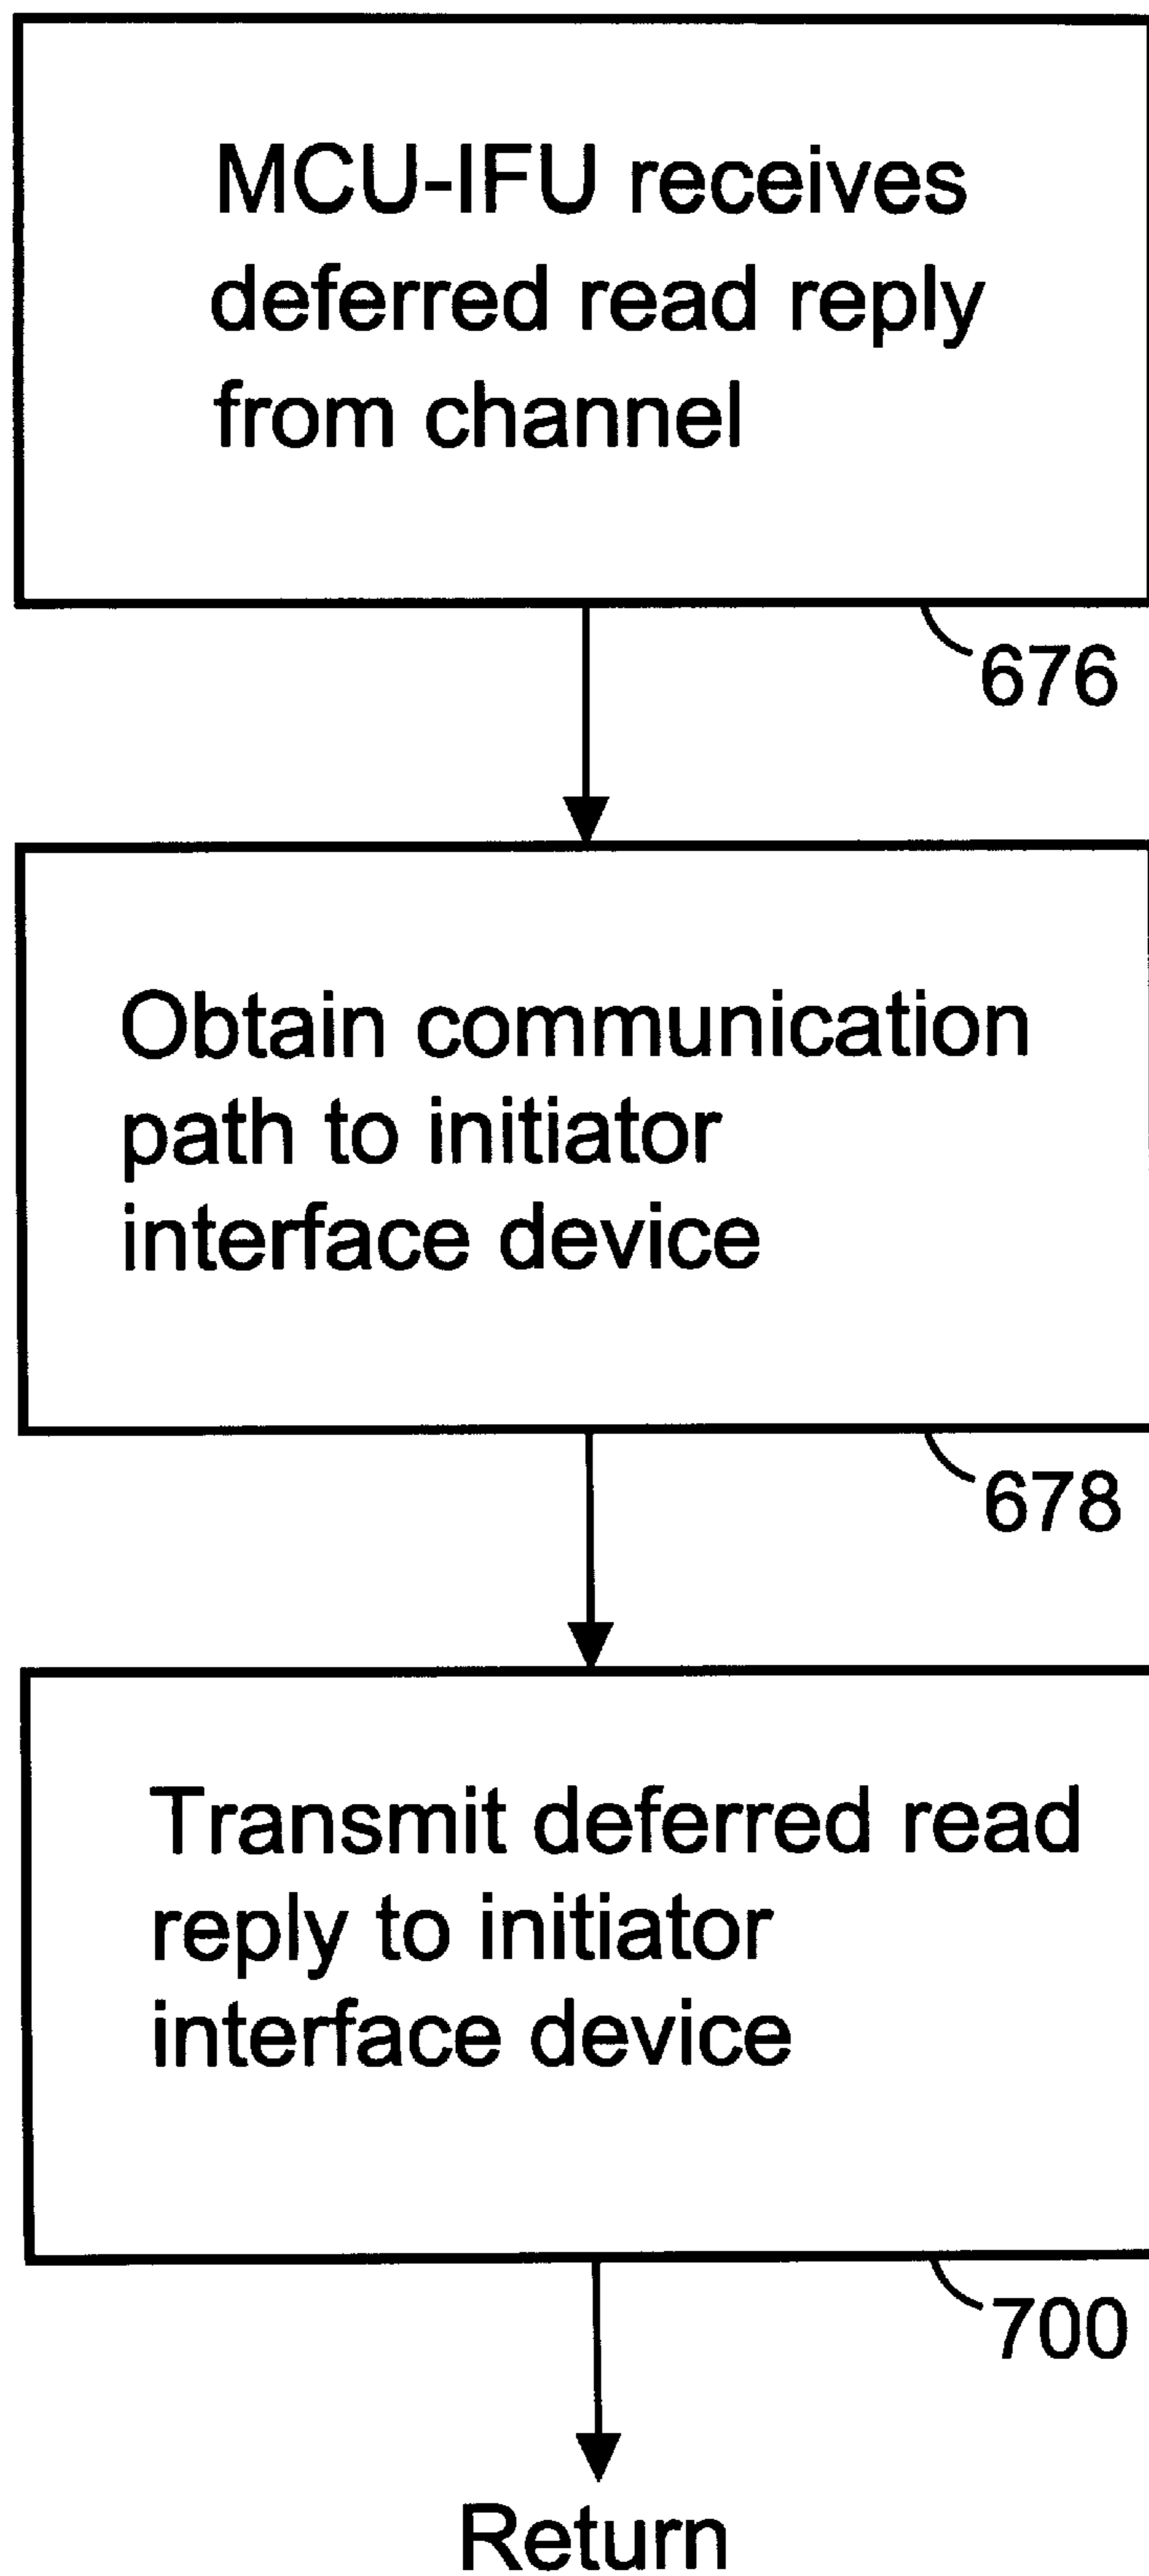 MCU-IFU receives
deferred read reply
from channel
676
Obtain communication
path to initiator
interface device
678
Transmit deferred read
reply to initiator
interface device
700
Return